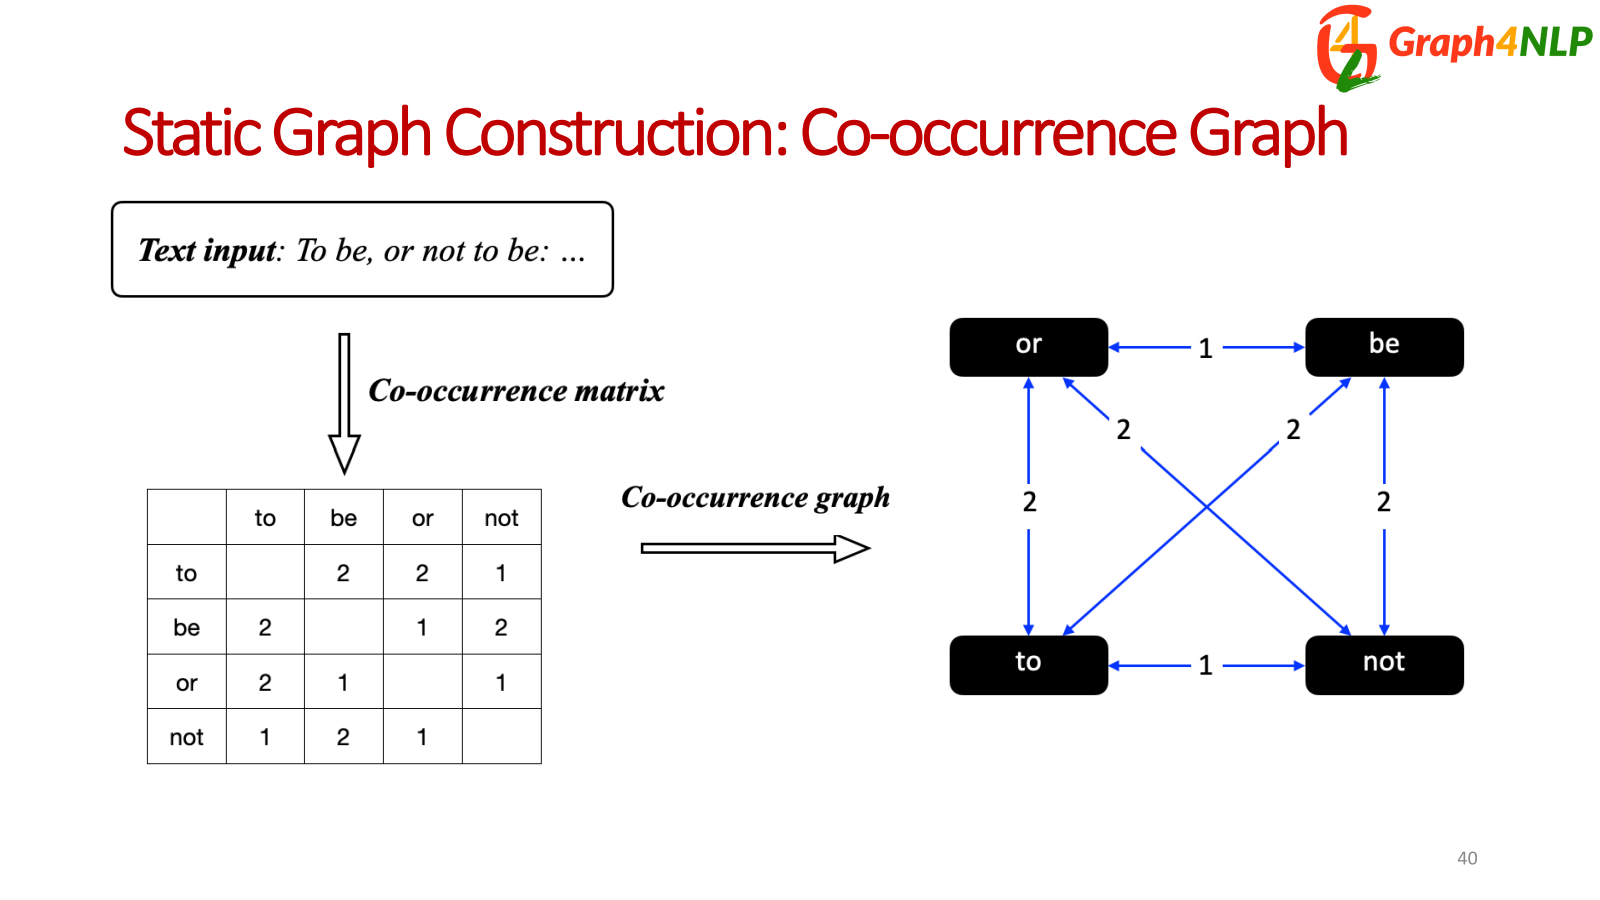 Graph4NLP
Static Graph Construction: Co-occurrence Graph
Text input: To be, or not to be: ...
Co-occurrence matrix
to be or not
to 2 2 1
be 2 1 2
or 2 1 1
not 1 2 1
Co-occurrence graph
or 1 be
2 2
2 2
to 1 not
40